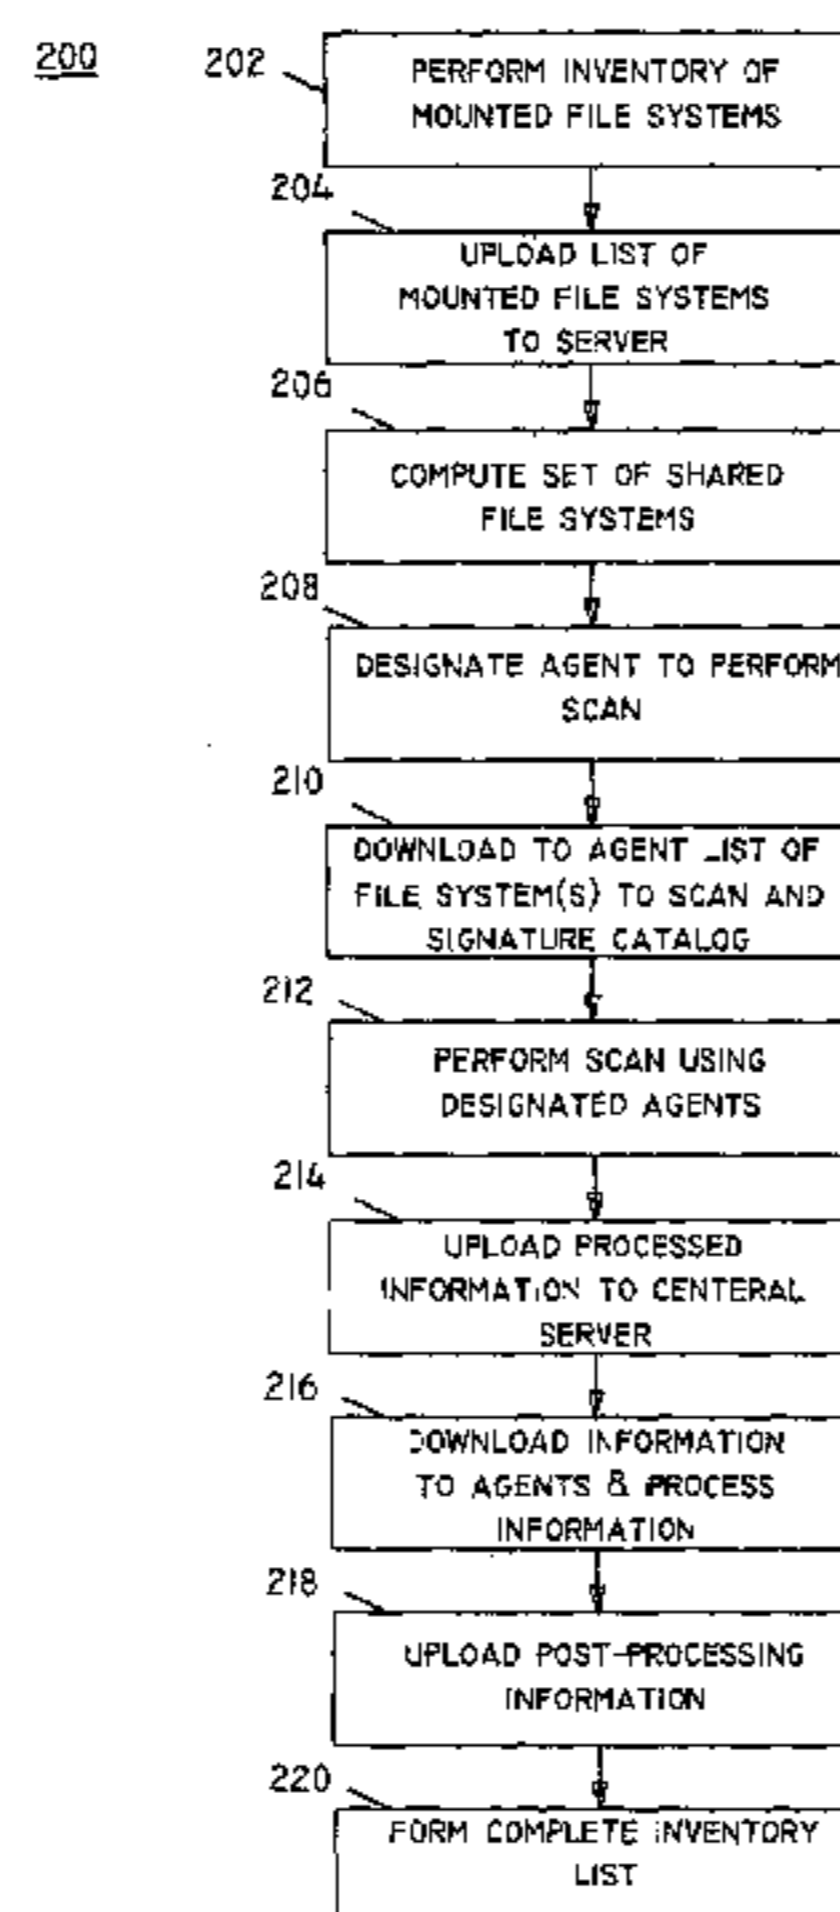 200
202
PERFORM INVENTORY OF
MOUNTED FILE SYSTEMS
204
UPLOAD LIST OF
MOUNTED FILE SYSTEMS
TO SERVER
206
COMPUTE SET OF SHARED
FILE SYSTEMS
208
DESIGNATE AGENT TO PERFORM
SCAN
210
DOWNLOAD TO AGENT LIST OF
FILE SYSTEM(S) TO SCAN AND
SIGNATURE CATALOG
212
PERFORM SCAN USING
DESIGNATED AGENTS
214
UPLOAD PROCESSED
INFORMATION TO CENTERAL
SERVER
216
DOWNLOAD INFORMATION
TO AGENTS & PROCESS
INFORMATION
218
UPLOAD POST-PROCESSING
INFORMATION
220
FORM COMPLETE INVENTORY
LIST